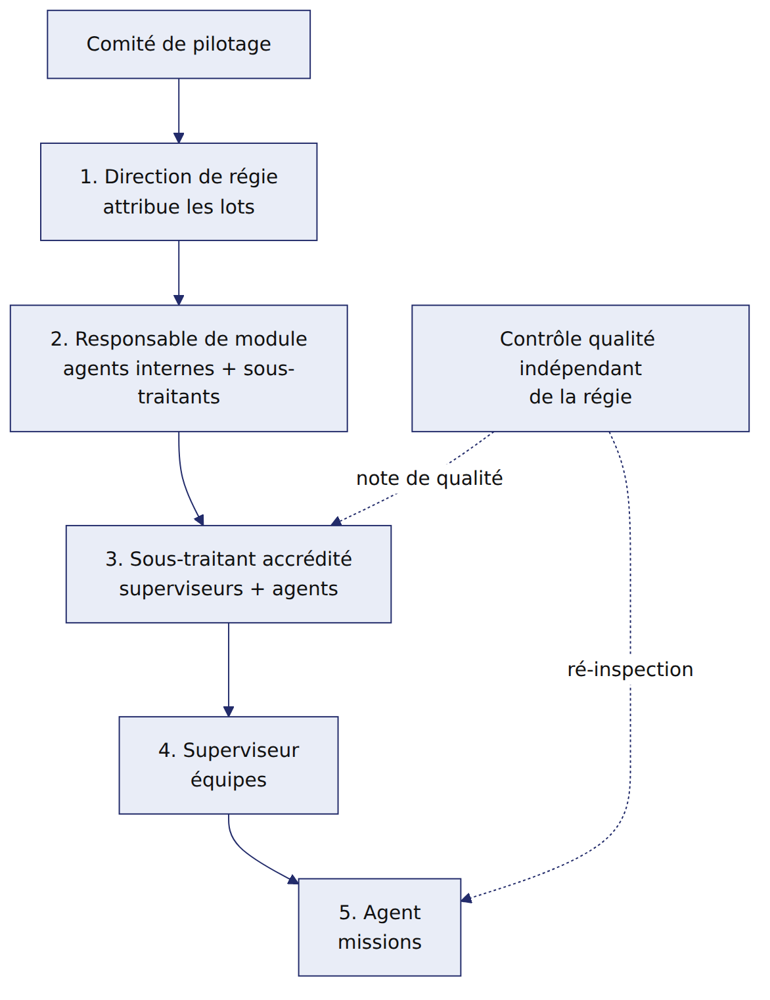 Comité de pilotage
1. Direction de régie
attribue les lots
2. Responsable de module
agents internes + sous-
traitants
Contrôle qualité
indépendant
de la régie
note de qualité
3. Sous-traitant accrédité
superviseurs + agents
ré-inspection
4. Superviseur
équipes
5. Agent
missions